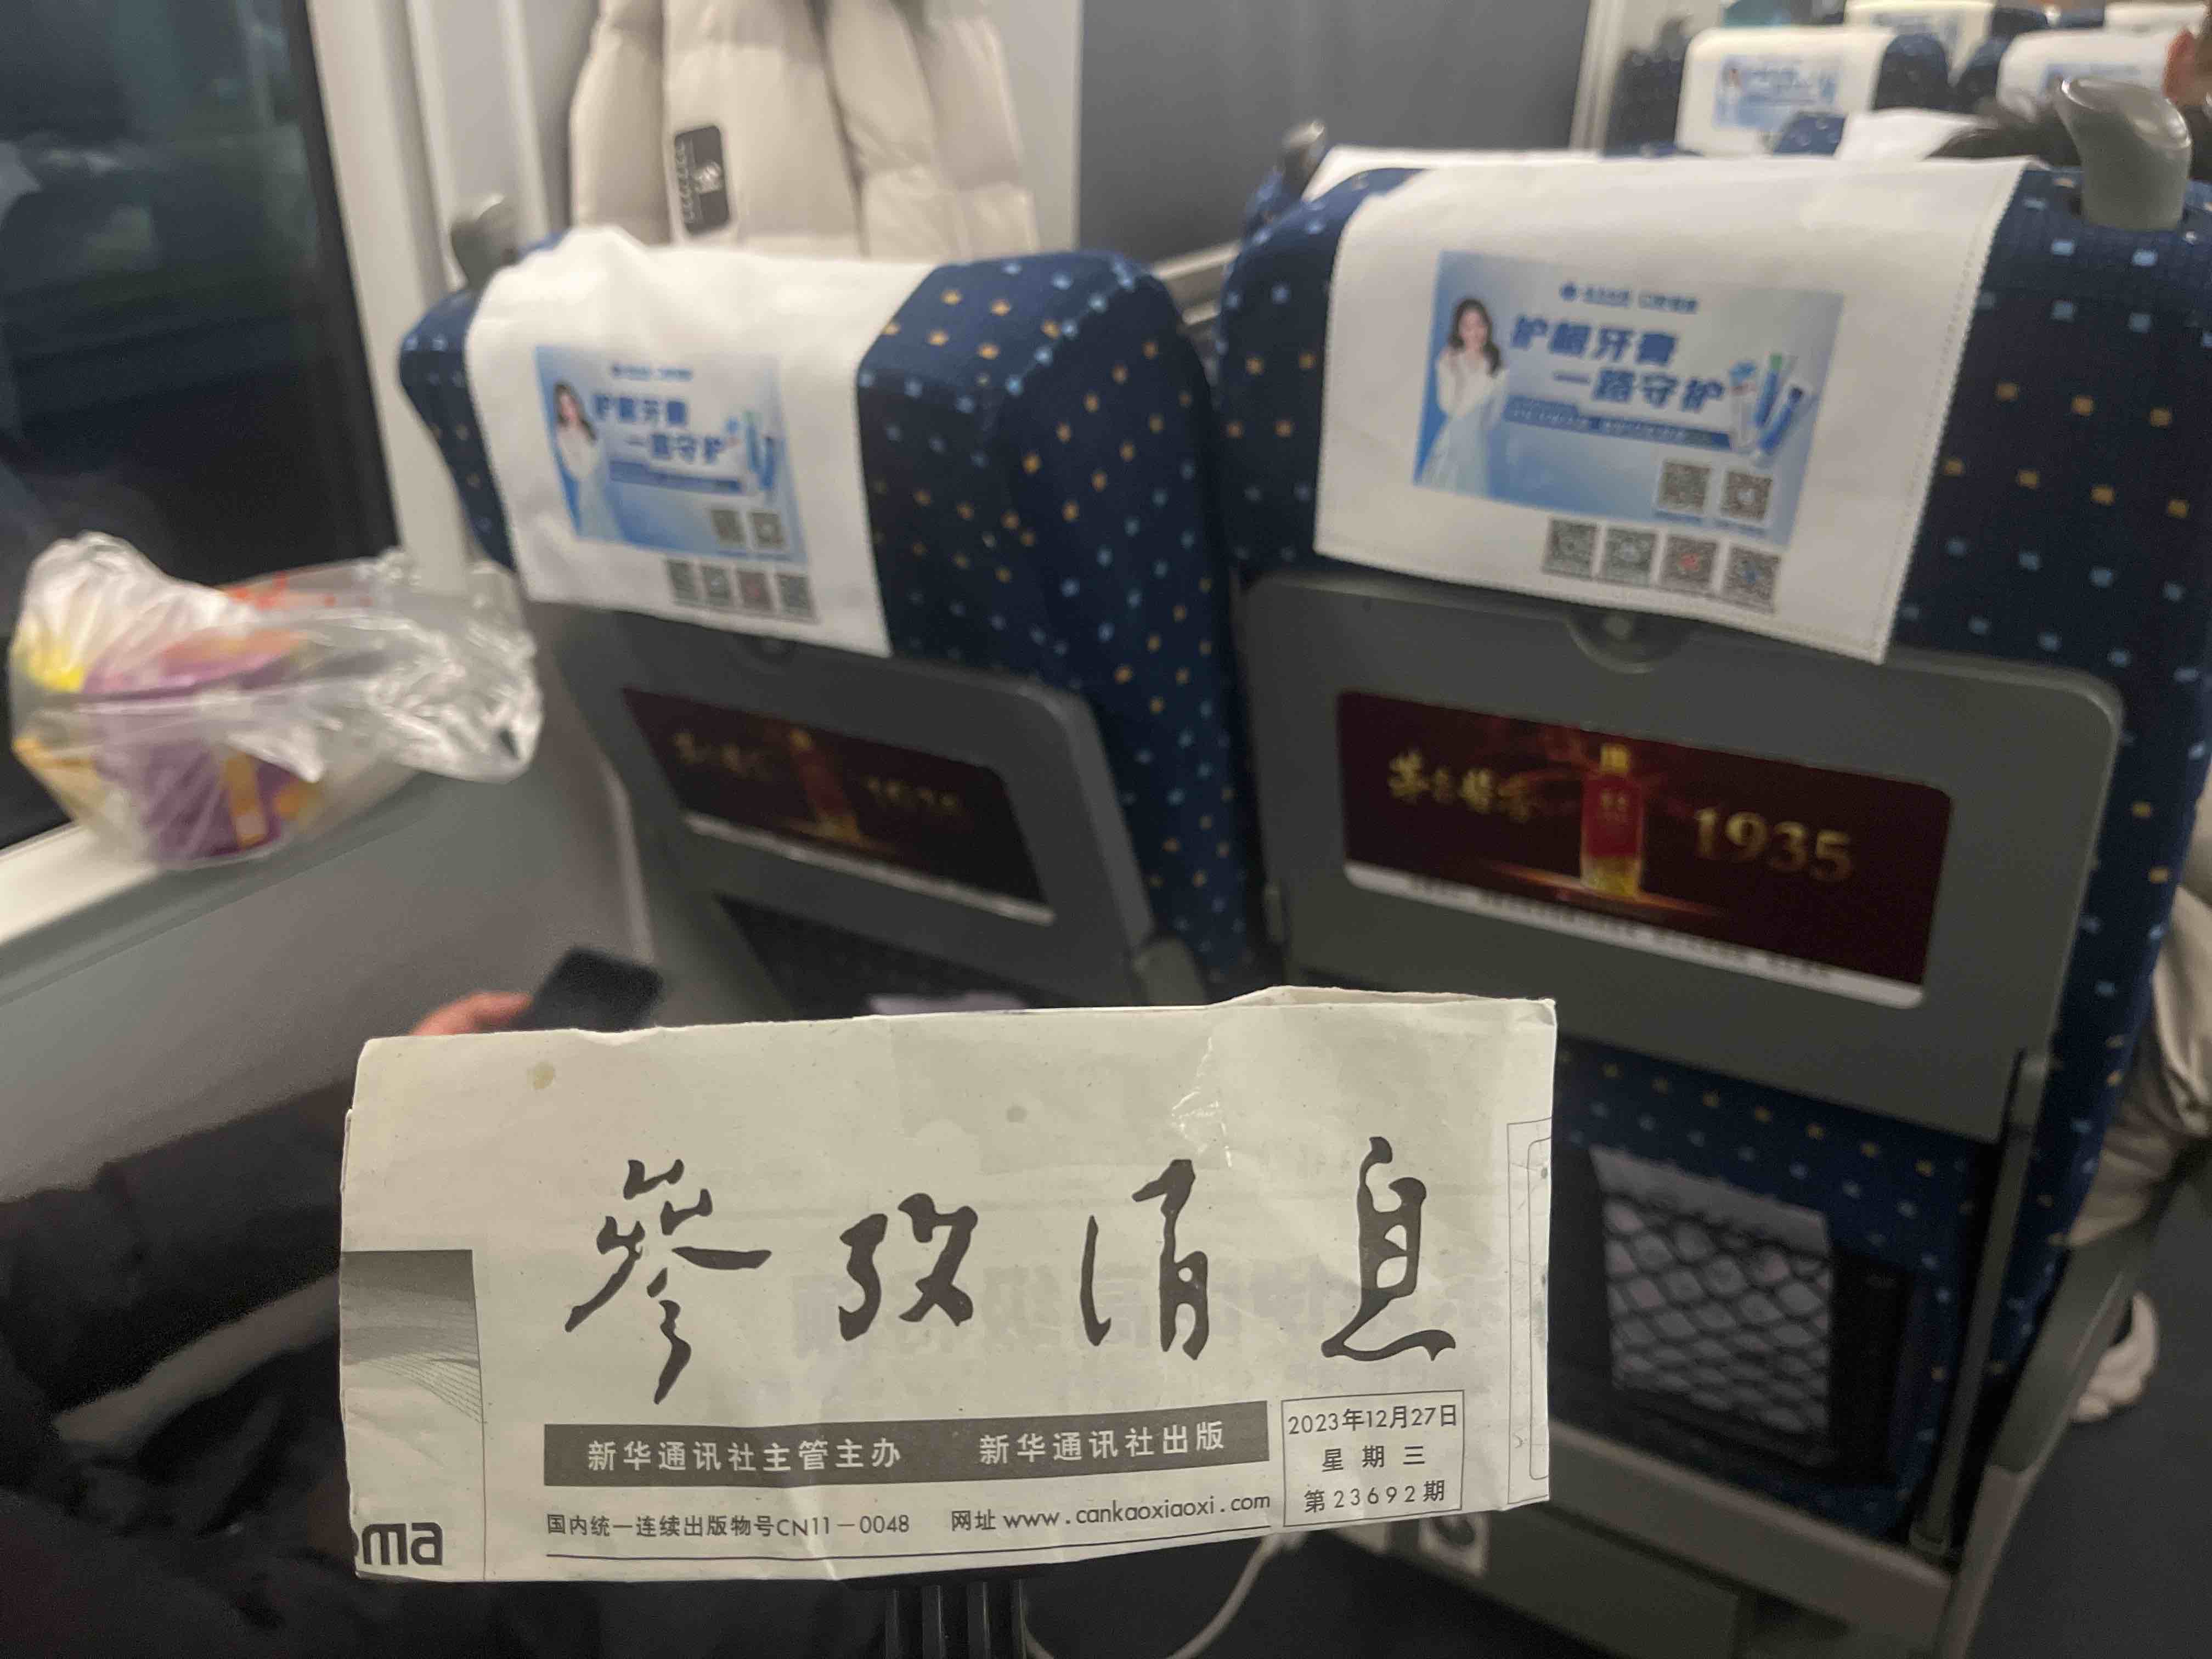 护龈牙膏
一路守护
护龈牙膏
一路守护
1935
1935
参攷消息
新华通讯社主管主办 新华通讯社出版
2023年12月27日
星期三
第23692期
国内统一连续出版物号CN11－0048 网址 www.cankaoxiaoxi.com
oma